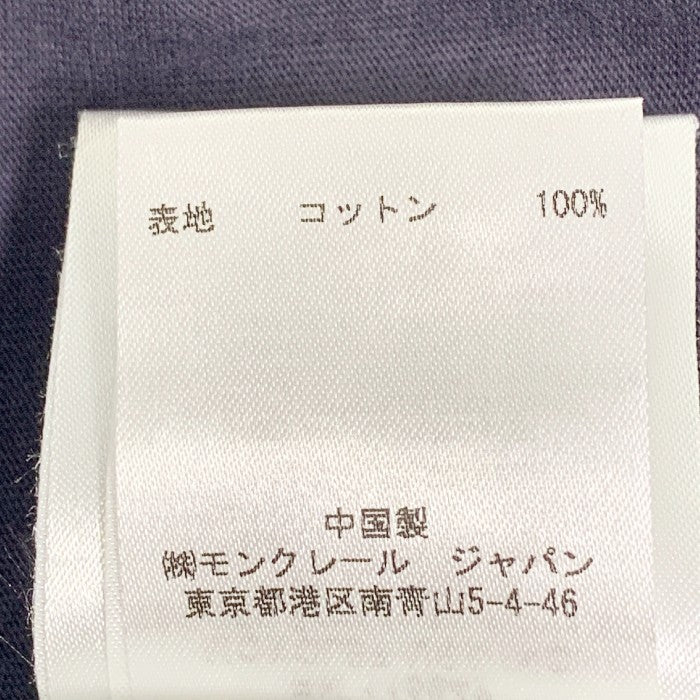 表地 コットン 100%
中国製
㈱モンクレール ジャパン
東京都港区南青山5-4-46